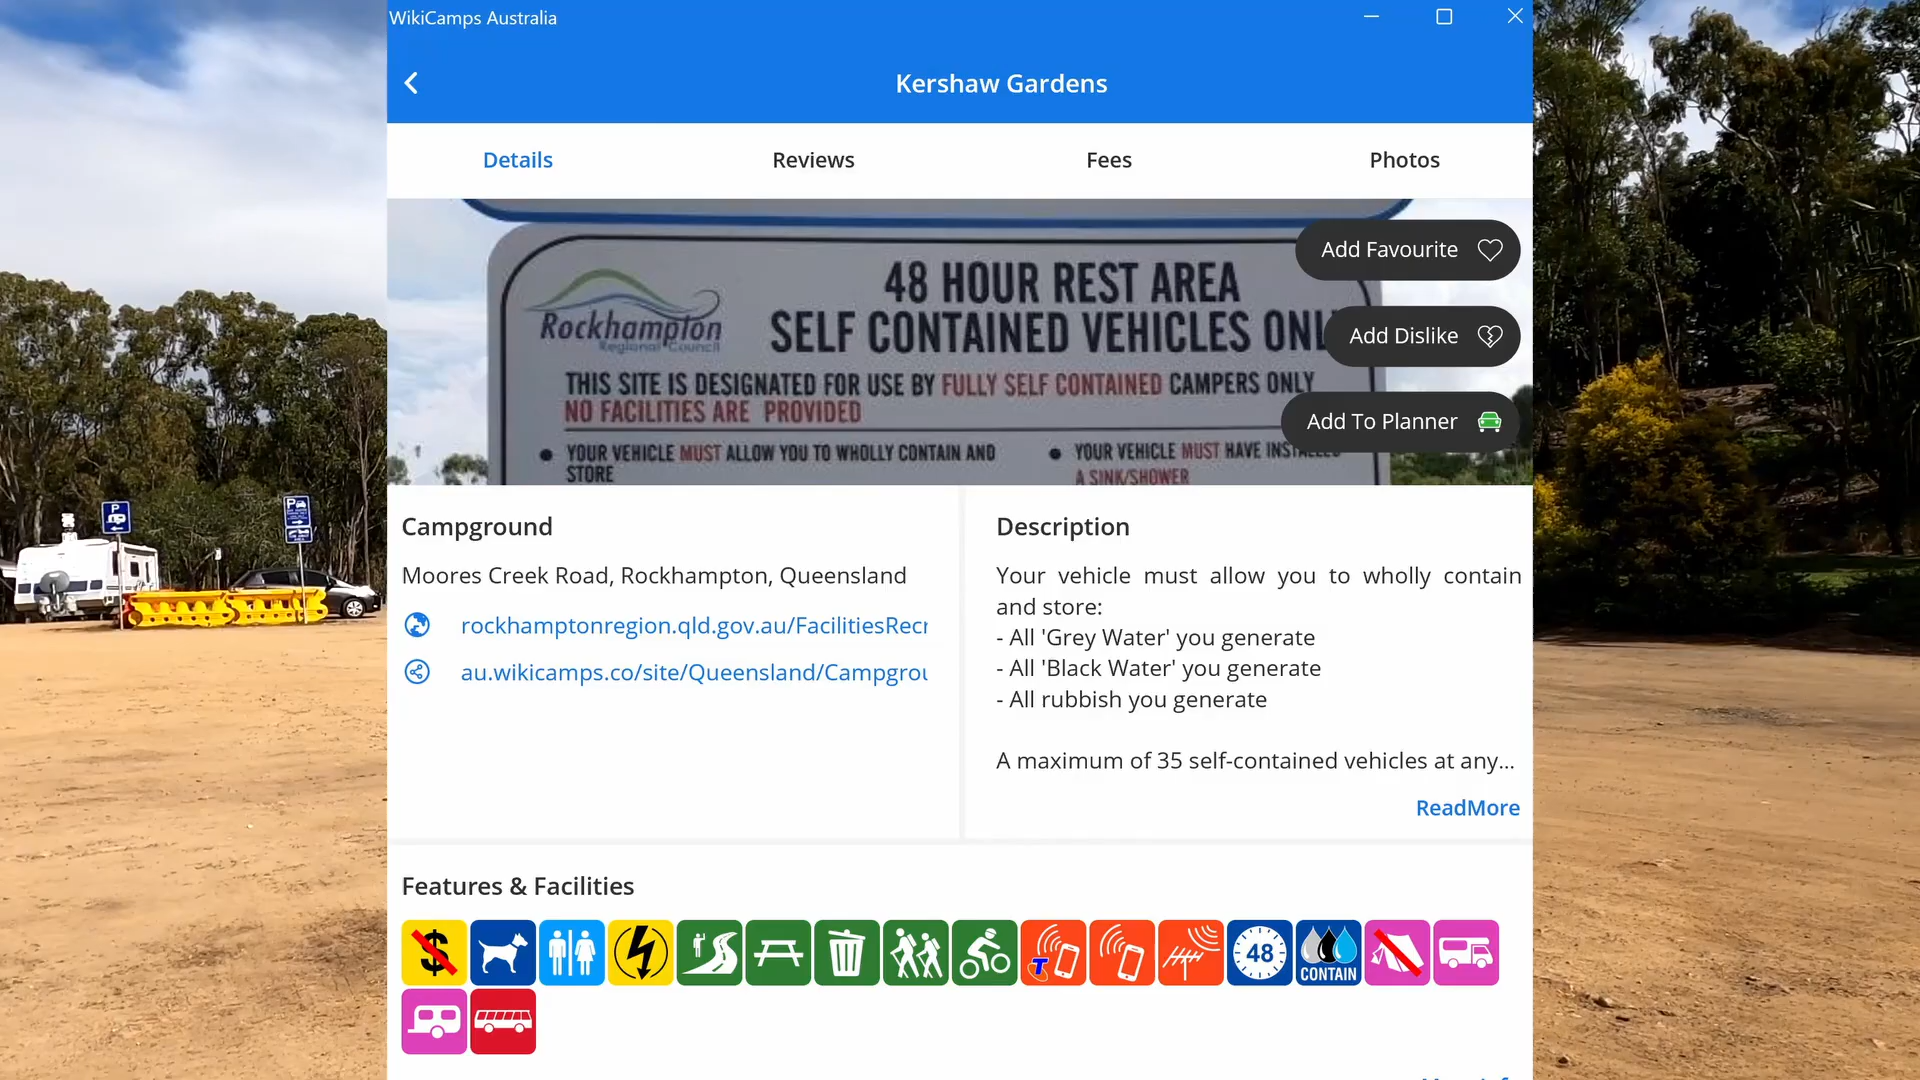 WikiCamps Australia
Kershaw Gardens
Details
Reviews
Fees
Photos
Rockhampton
Regional Council
48 HOUR REST AREA
SELF CONTAINED VEHICLES ONL
THIS SITE IS DESIGNATED FOR USE BY FULLY SELF CONTAINED CAMPERS ONLY
NO FACILITIES ARE PROVIDED
YOUR VEHICLE MUST ALLOW YOU TO WHOLLY CONTAIN AND
STORE
YOUR VEHICLE MUST HAVE INSTALLED
A SINK/SHOWER
Add Favourite
Add Dislike
Add To Planner
Campground
Moores Creek Road, Rockhampton, Queensland
rockhamptonregion.qld.gov.au/FacilitiesRecr
au.wikicamps.co/site/Queensland/Campgrou
Description
Your vehicle must allow you to wholly contain
and store:
- All 'Grey Water' you generate
- All 'Black Water' you generate
- All rubbish you generate
A maximum of 35 self-contained vehicles at any...
ReadMore
Features & Facilities
$
T
48
CONTAIN
P
P